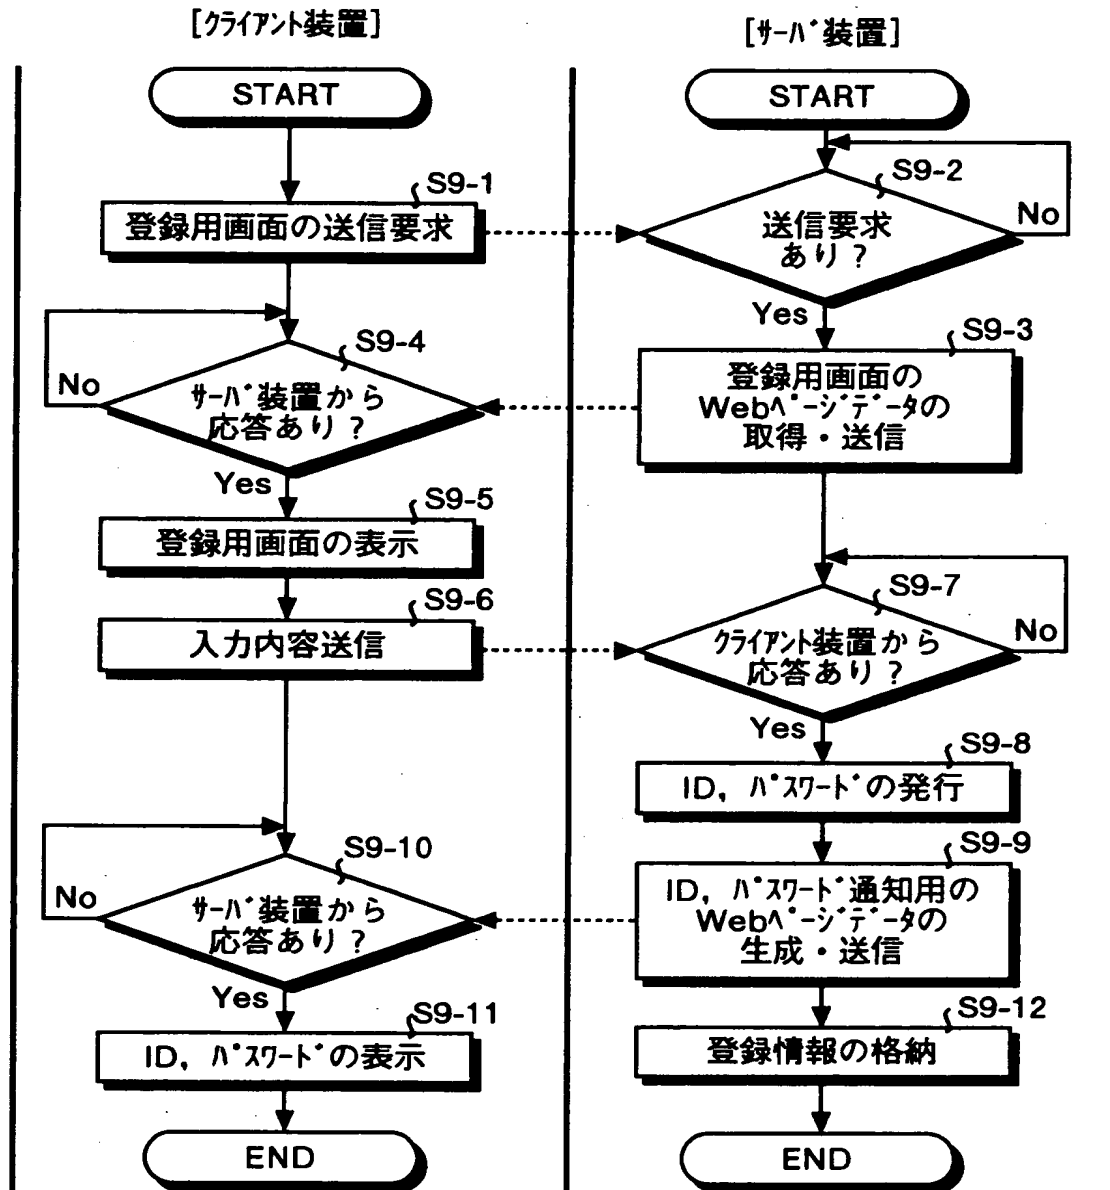 [クライアント装置]
START
S9-1
登録用画面の送信要求
S9-4
サーバ装置から
応答あり?
No
Yes
S9-5
登録用画面の表示
S9-6
入力内容送信
S9-10
サーバ装置から
応答あり?
No
Yes
S9-11
ID, パスワードの表示
END
[サーバ装置]
START
S9-2
送信要求
あり?
No
Yes
S9-3
登録用画面の
Webページデータの
取得・送信
S9-7
クライアント装置から
応答あり?
No
Yes
S9-8
ID, パスワードの発行
S9-9
ID, パスワード通知用の
Webページデータの
生成・送信
S9-12
登録情報の格納
END